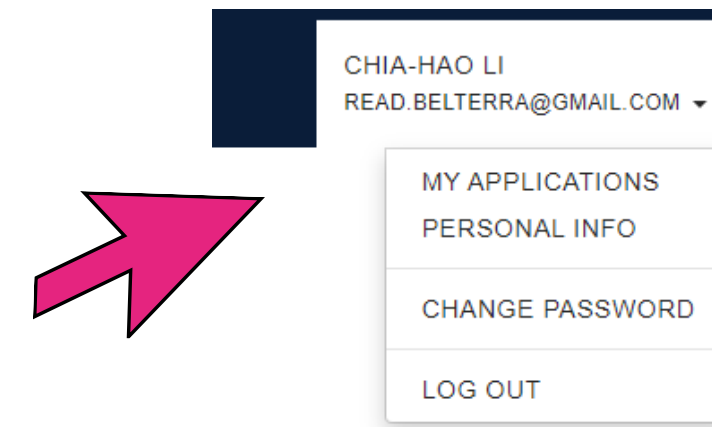 CHIA-HAO LI
READ.BELTERRA@GMAIL.COM
MY APPLICATIONS
PERSONAL INFO
CHANGE PASSWORD
LOG OUT